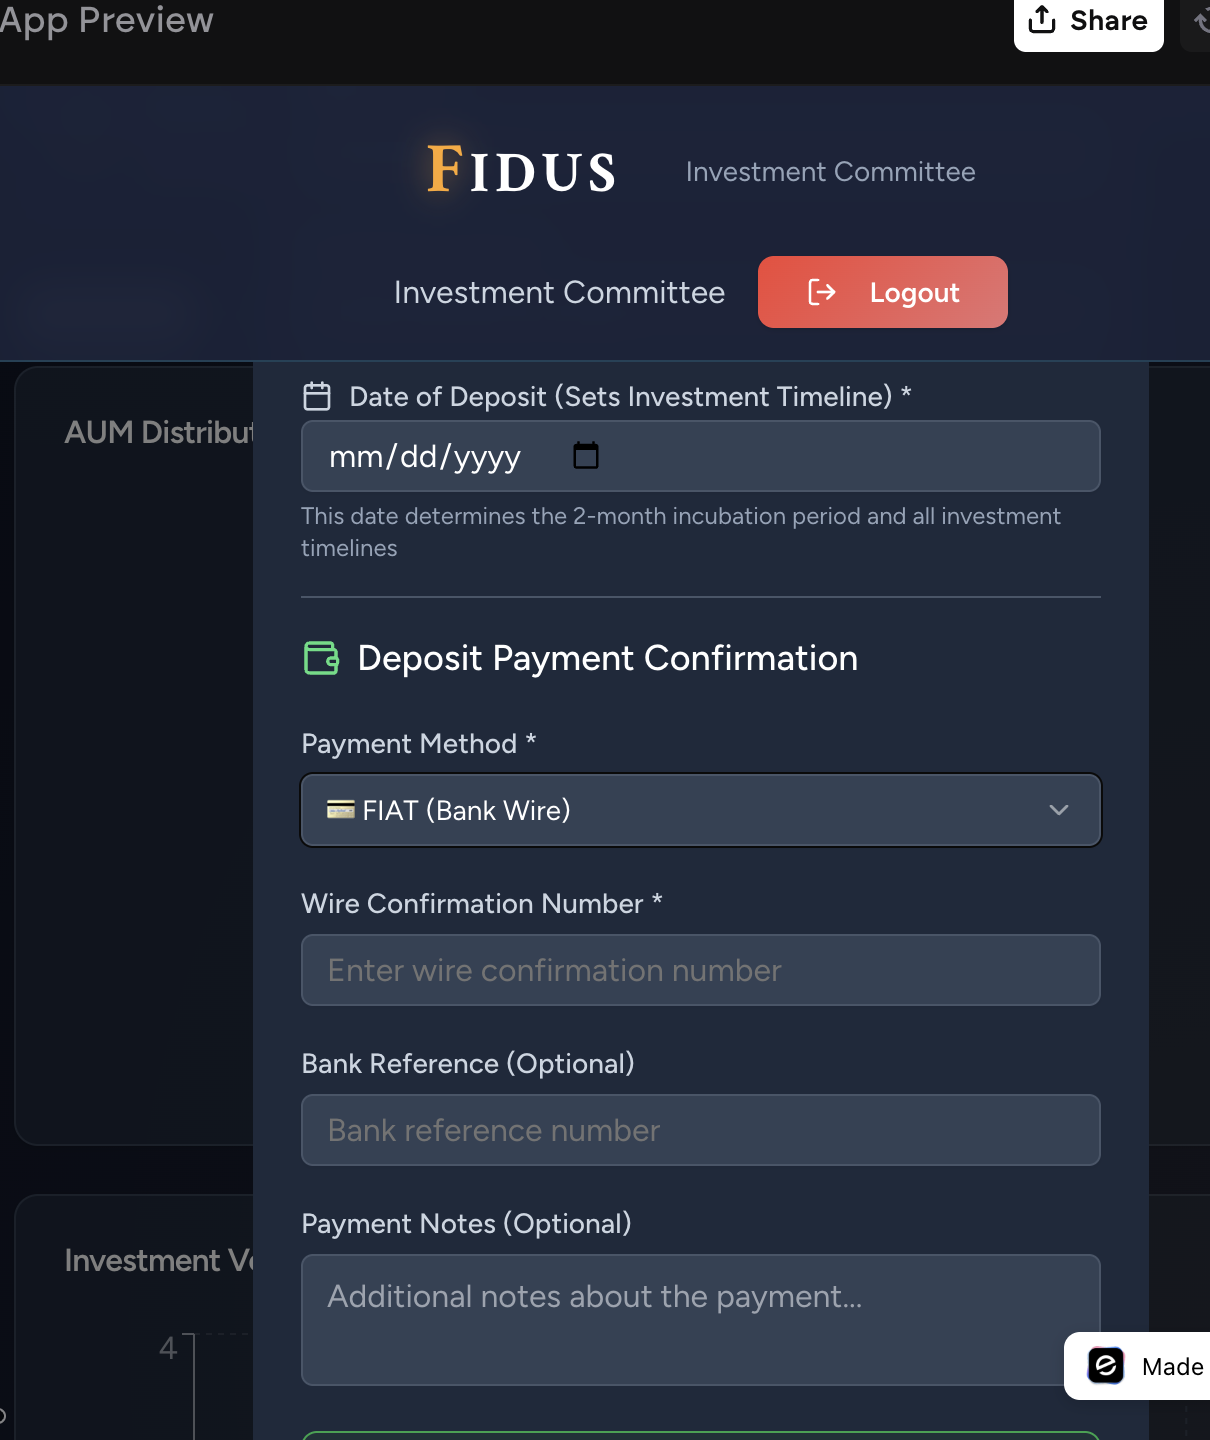 App Preview
Share
FIDUS
Investment Committee
Investment Committee
Logout
Date of Deposit (Sets Investment Timeline) *
AUM Distribut
mm/dd/yyyy
This date determines the 2-month incubation period and all investment
timelines
Deposit Payment Confirmation
Payment Method *
FIAT (Bank Wire)
Wire Confirmation Number *
Enter wire confirmation number
Bank Reference (Optional)
Bank reference number
Payment Notes (Optional)
Investment Vo
Additional notes about the payment...
4
Made